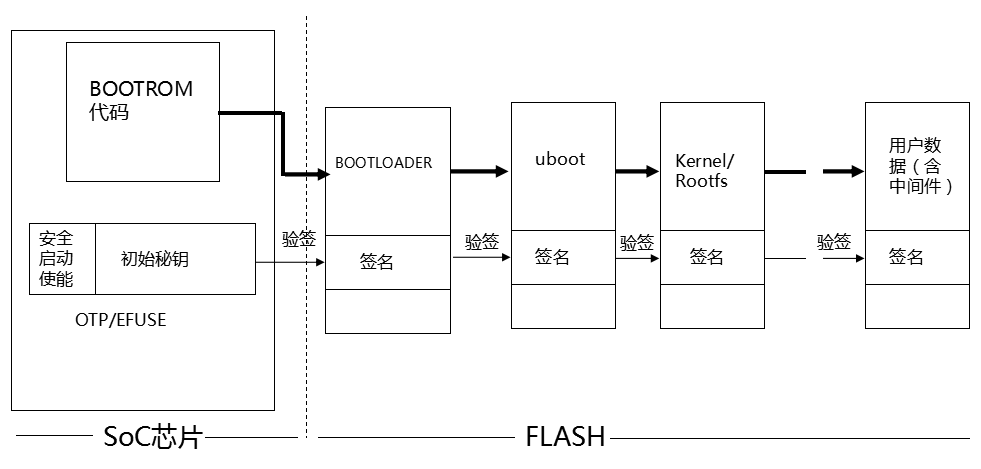 BOOTROM
代码
安全
启动
使能
初始秘钥
OTP/EFUSE
验签
BOOTLOADER
签名
验签
uboot
签名
验签
Kernel/
Rootfs
签名
验签
用户数
据（含
中间件）
签名
SoC芯片
FLASH